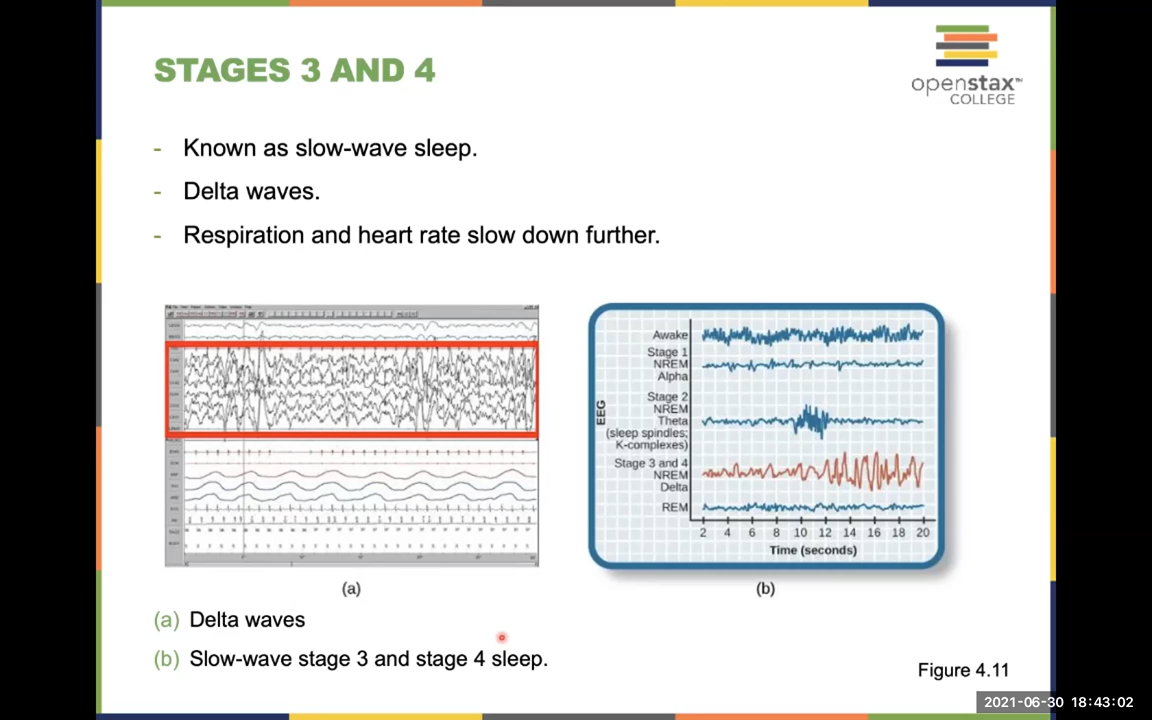 STAGES 3 AND 4
openstax™
COLLEGE
- Known as slow-wave sleep.
- Delta waves.
- Respiration and heart rate slow down further.
(a)
EEG
Awake
Stage 1
NREM
Alpha
Stage 2
NREM
Theta
(sleep spindles;
K-complexes)
Stage 3 and 4
NREM
Delta
REM
2 4 6 8 10 12 14 16 18 20
Time (seconds)
(b)
(a) Delta waves
(b) Slow-wave stage 3 and stage 4 sleep.
Figure 4.11
2021-06-30 18:43:02